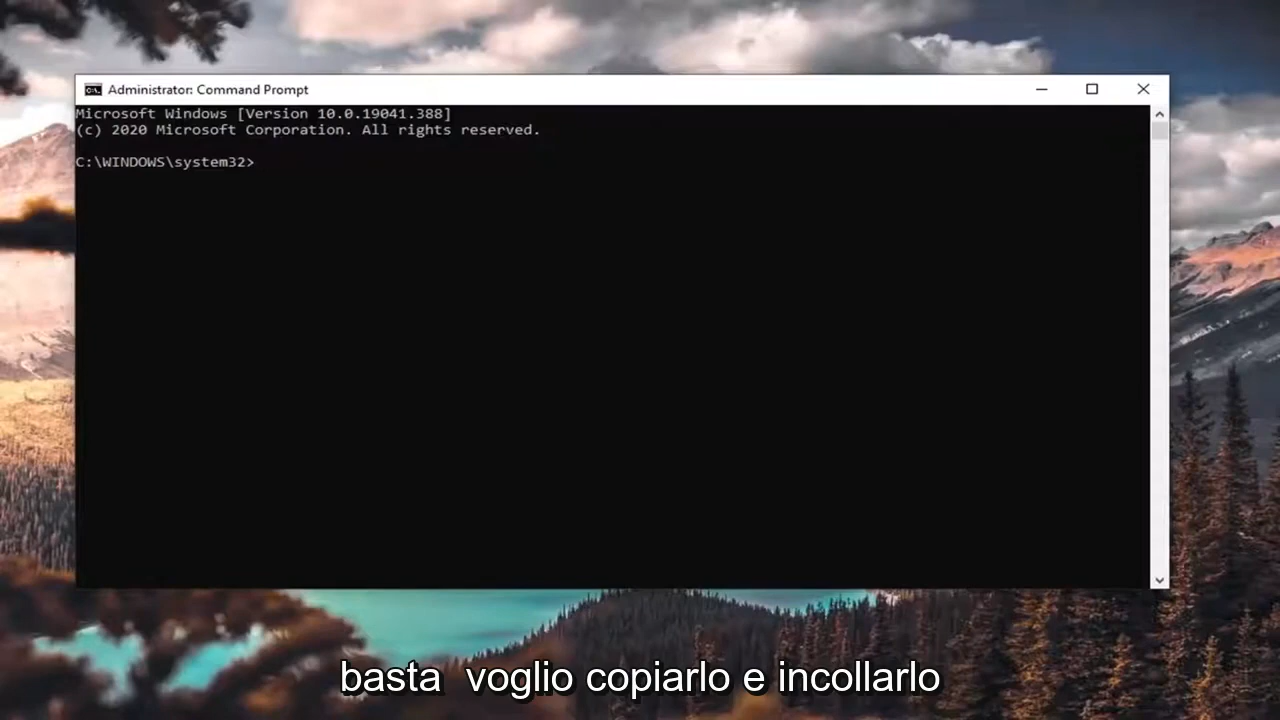 Administrator: Command Prompt
Microsoft Windows [Version 10.0.19041.388]
(c) 2020 Microsoft Corporation. All rights reserved.
C:\WINDOWS\system32>
basta  voglio copiarlo e incollarlo